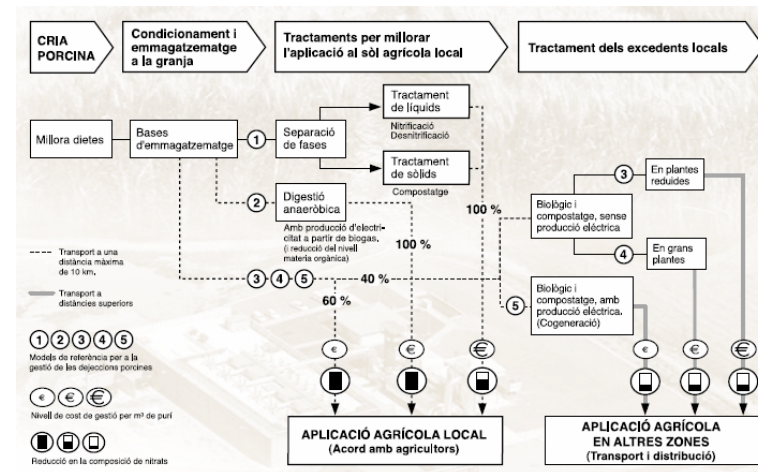 CRIA
PORCINA
Condicionament i
emmagatzematge
a la granja
Tractaments per millorar
l'aplicació al sòl agrícola local
Tractament dels excedents locals
Millora dietes
Bases
d'emmagatzematge
1
Separació
de fases
Tractament
de líquids
Nitrificació
Desnitrificació
Tractament
de sòlids
Compostatge
2
Digestió
anaeròbica
Amb producció d'electri-
citat a partir de biogas.
(i reducció del nivell
materia orgànica)
100 %
100 %
3 4 5
40 %
60 %
Biològic i
compostatge, sense
producció elèctrica
3
En plantes
reduides
4
En grans
plantes
5
Biològic i
compostatge, amb
producció elèctrica.
(Cogeneració)
Transport a una
distància màxima
de 10 km.
Transport a
distàncies superiors
1 2 3 4 5
Models de referència per a la
gestió de les dejeccions porcines
€ € €
Nivell de cost de gestió per m³ de purí
Reducció en la composició de nitrats
€ € €
€ € €
APLICACIÓ AGRÍCOLA LOCAL
(Acord amb agricultors)
APLICACIÓ AGRÍCOLA
EN ALTRES ZONES
(Transport i distribució)